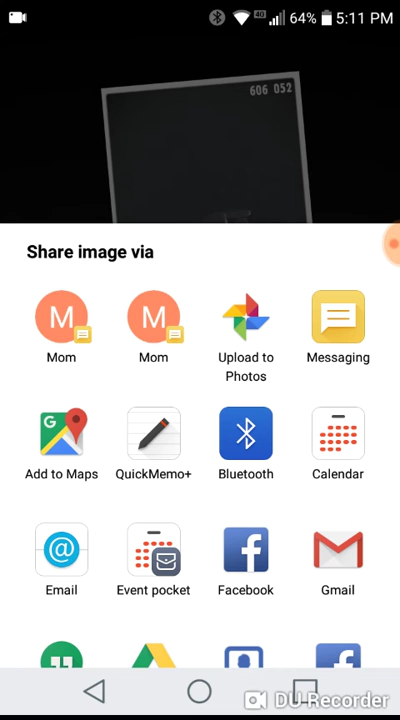 4G 64% 5:11 PM
606 052
Share image via
M M
Mom Mom Upload to Photos Messaging
G
Add to Maps QuickMemo+ Bluetooth Calendar
@ f M
Email Event pocket Facebook Gmail
f
DU Recorder